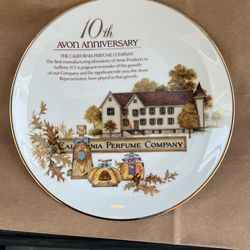 10th
AVON ANNIVERSARY
THE CALIFORNIA PERFUME COMPANY
The first manufacturing laboratory of Avon Products in
Suffern, N.Y. A poignant reminder of the growth
of our Company and the significant role you, the Avon
Representative, have played in that growth.
CALIFORNIA PERFUME COMPANY